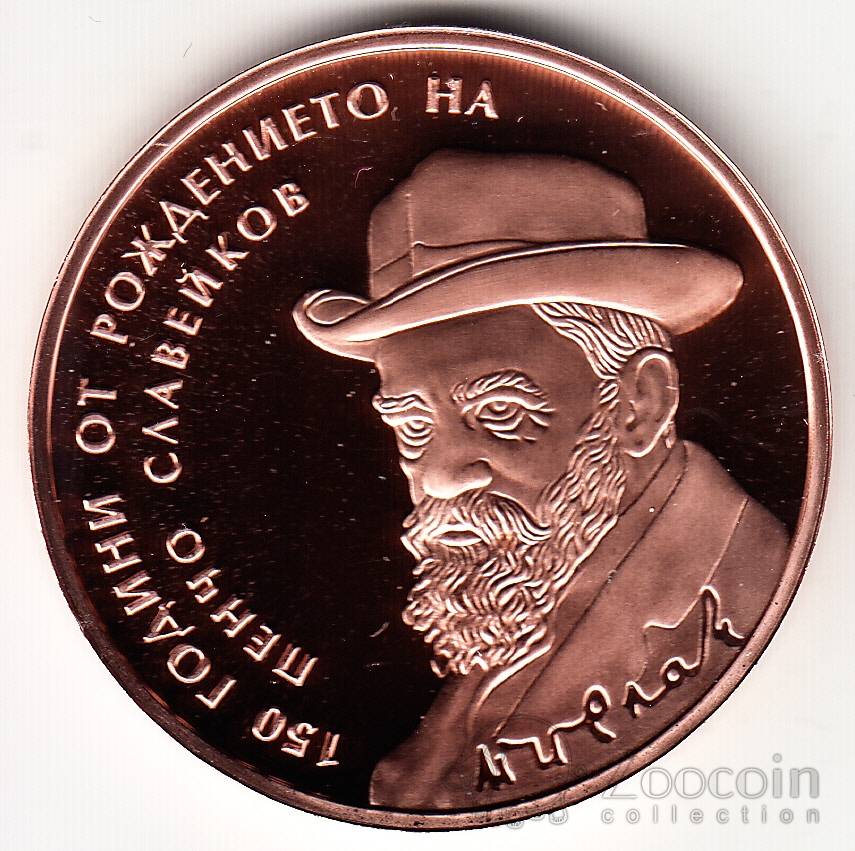 150 ГОДИНИ ОТ РОЖДЕНИЕТО НА
ПЕНЧО СЛАВЕЙКОВ
Zoocoin
collection